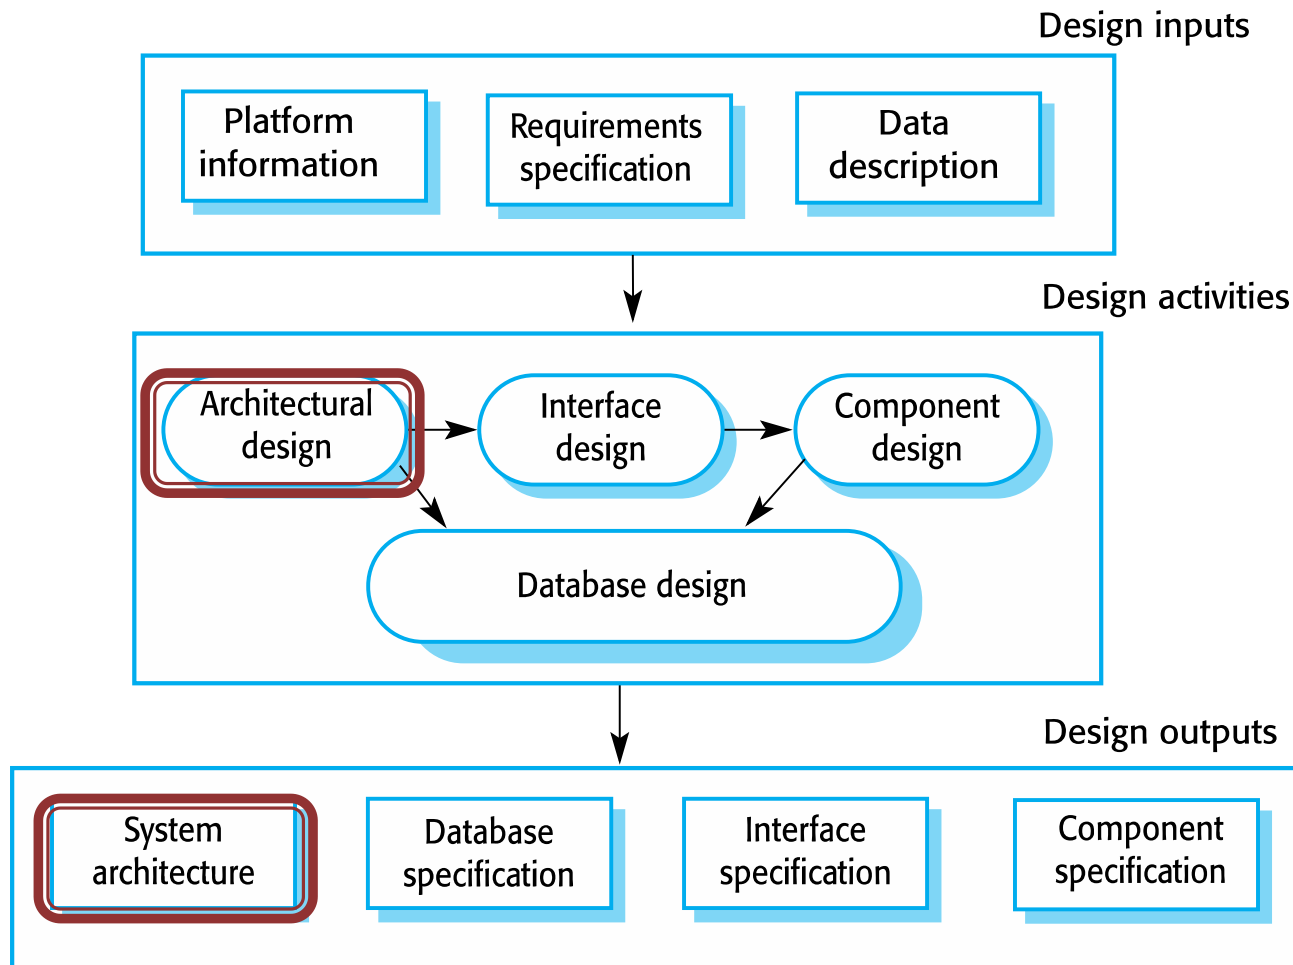 Design inputs
Platform
information
Requirements
specification
Data
description
Design activities
Architectural
design
Interface
design
Component
design
Database design
Design outputs
System
architecture
Database
specification
Interface
specification
Component
specification